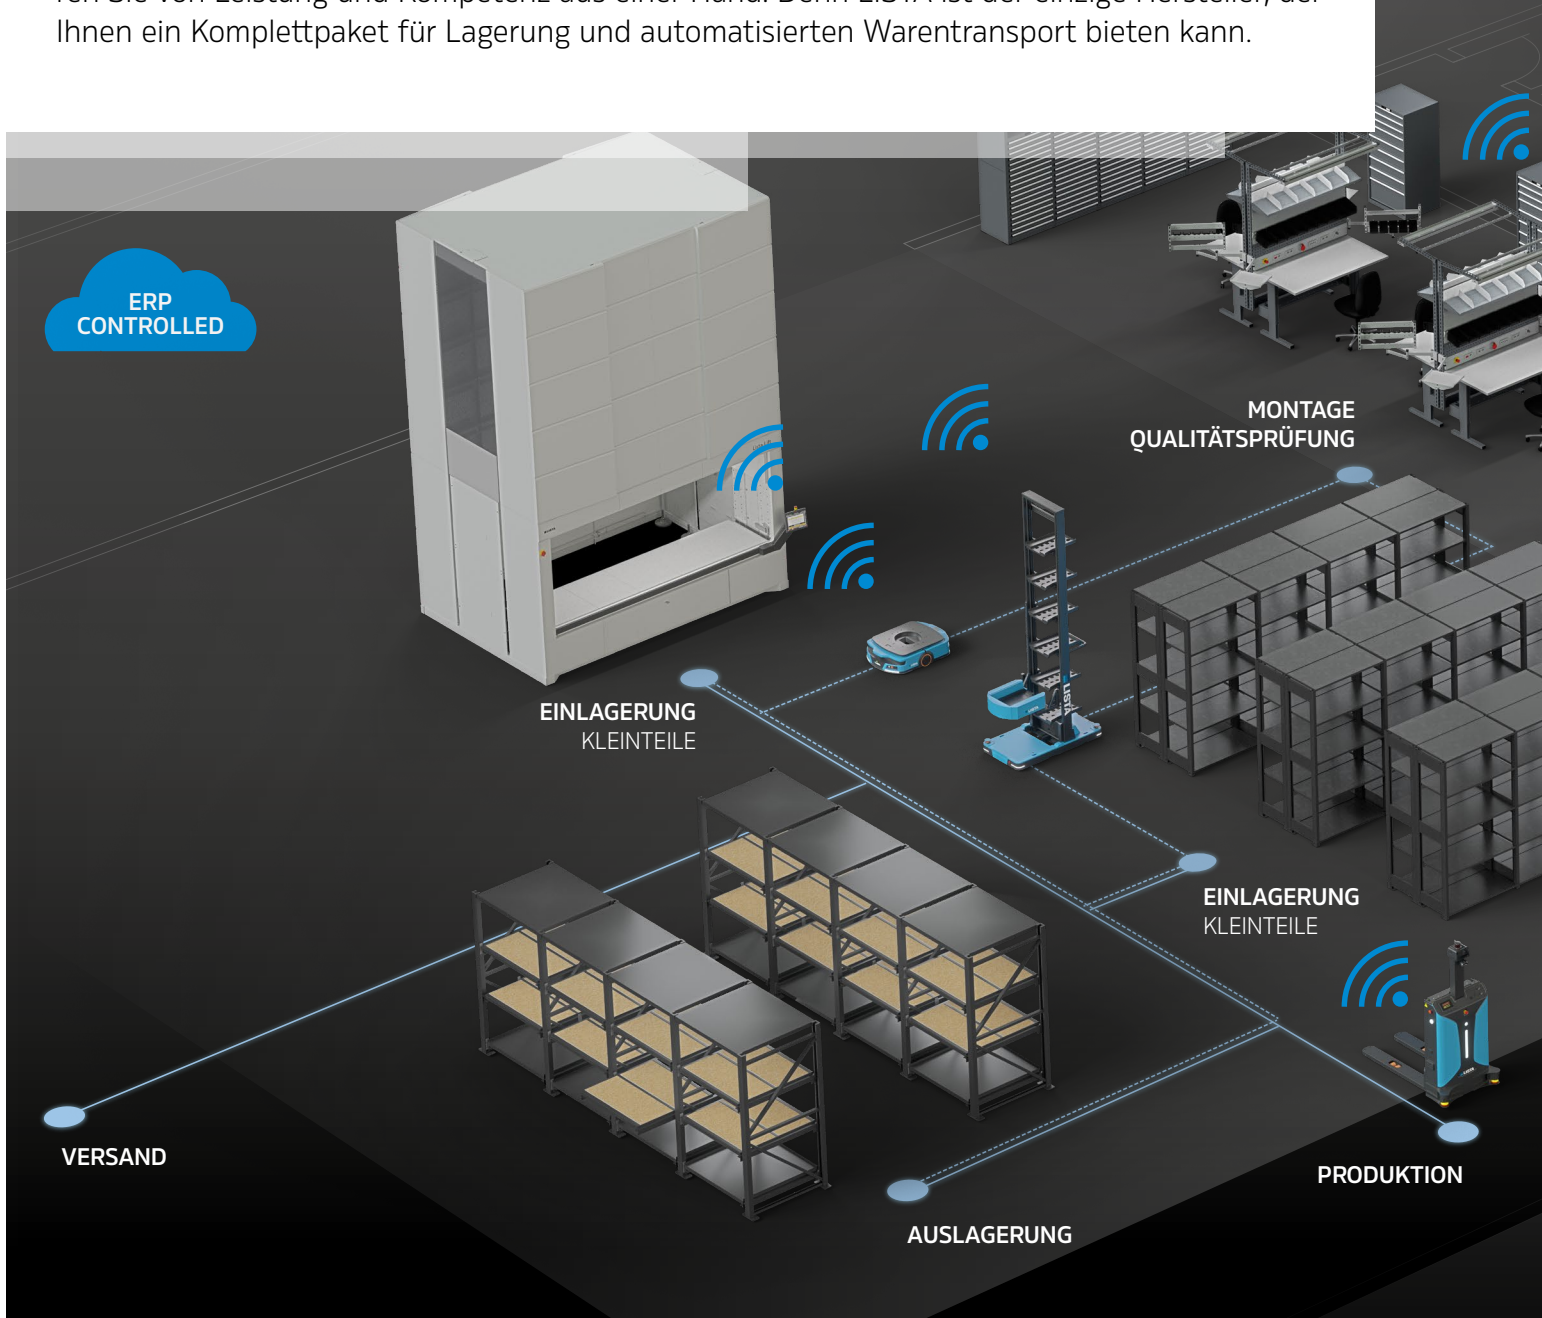 Ihnen ein Komplettpaket für Lagerung und automatisierten Warentransport bieten kann.
ERP
CONTROLLED
MONTAGE
QUALITÄTSPRÜFUNG
EINLAGERUNG
KLEINTEILE
LISTA
EINLAGERUNG
KLEINTEILE
VERSAND
PRODUKTION
AUSLAGERUNG